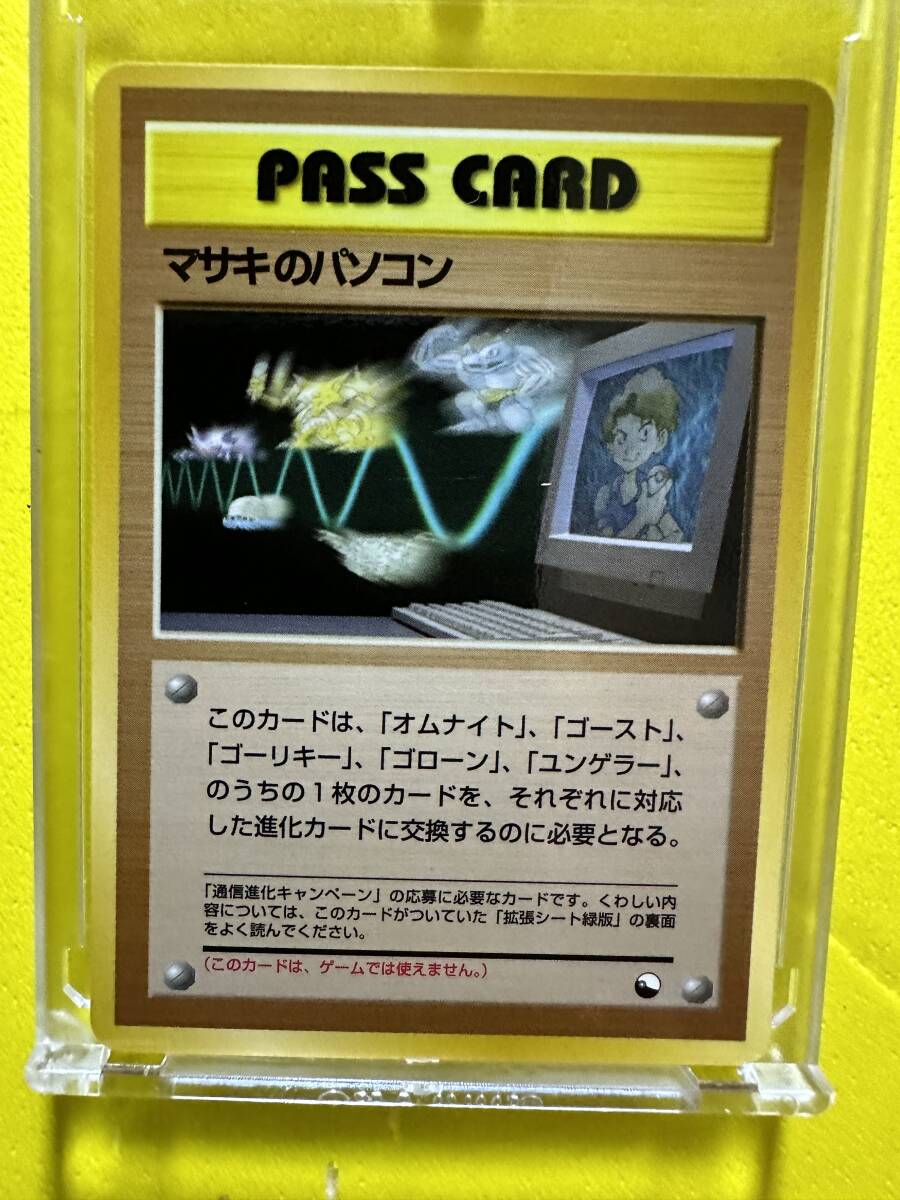 PASS CARD
マサキのパソコン
このカードは、「オムナイト」、「ゴースト」、
「ゴーリキー」、「ゴローン」、「ユンゲラー」、
のうちの1枚のカードを、それぞれに対応
した進化カードに交換するのに必要となる。
「通信進化キャンペーン」の応募に必要なカードです。くわしい内
容については、このカードがついていた「拡張シート緑版」の裏面
をよく読んでください。
(このカードは、ゲームでは使えません。)